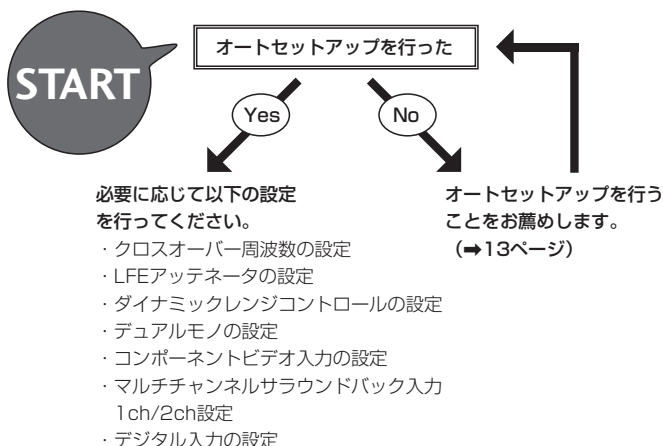 START
オートセットアップを行った
Yes
No
必要に応じて以下の設定
を行ってください。
・クロスオーバー周波数の設定
・LFEアッテネータの設定
・ダイナミックレンジコントロールの設定
・デュアルモノの設定
・コンポーネントビデオ入力の設定
・マルチチャンネルサラウンドバック入力
1ch/2ch設定
・デジタル入力の設定
オートセットアップを行う
ことをお薦めします。
(➡13ページ)